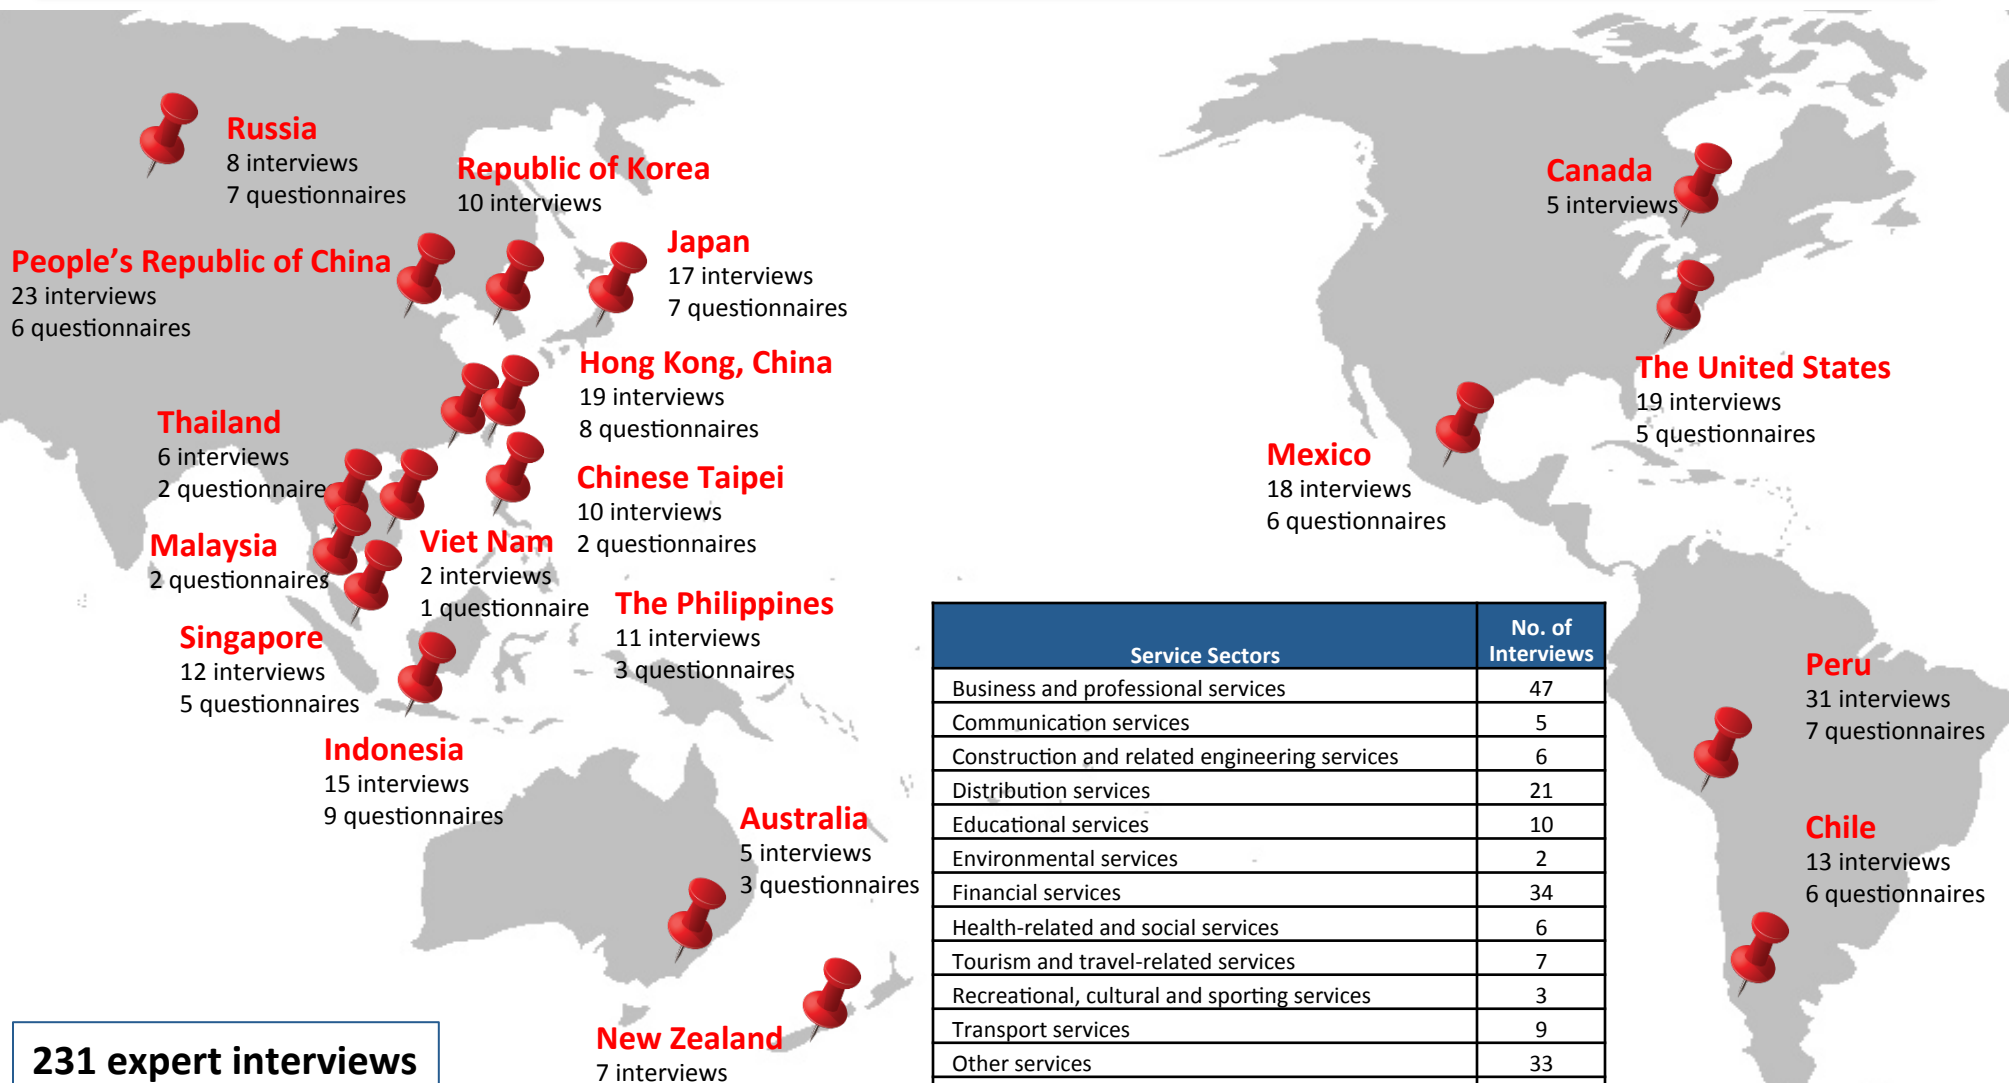 Russia
8 interviews
7 questionnaires
Republic of Korea
10 interviews
People's Republic of China
23 interviews
6 questionnaires
Japan
17 interviews
7 questionnaires
Hong Kong, China
19 interviews
8 questionnaires
Thailand
6 interviews
2 questionnaire
Chinese Taipei
10 interviews
2 questionnaires
Malaysia
2 questionnaires
Viet Nam
2 interviews
1 questionnaire
The Philippines
11 interviews
3 questionnaires
Singapore
12 interviews
5 questionnaires
Indonesia
15 interviews
9 questionnaires
Australia
5 interviews
3 questionnaires
New Zealand
7 interviews
231 expert interviews
Canada
5 interviews
The United States
19 interviews
5 questionnaires
Mexico
18 interviews
6 questionnaires
Peru
31 interviews
7 questionnaires
Chile
13 interviews
6 questionnaires
Service Sectors No. of Interviews
Business and professional services 47
Communication services 5
Construction and related engineering services 6
Distribution services 21
Educational services 10
Environmental services 2
Financial services 34
Health-related and social services 6
Tourism and travel-related services 7
Recreational, cultural and sporting services 3
Transport services 9
Other services 33